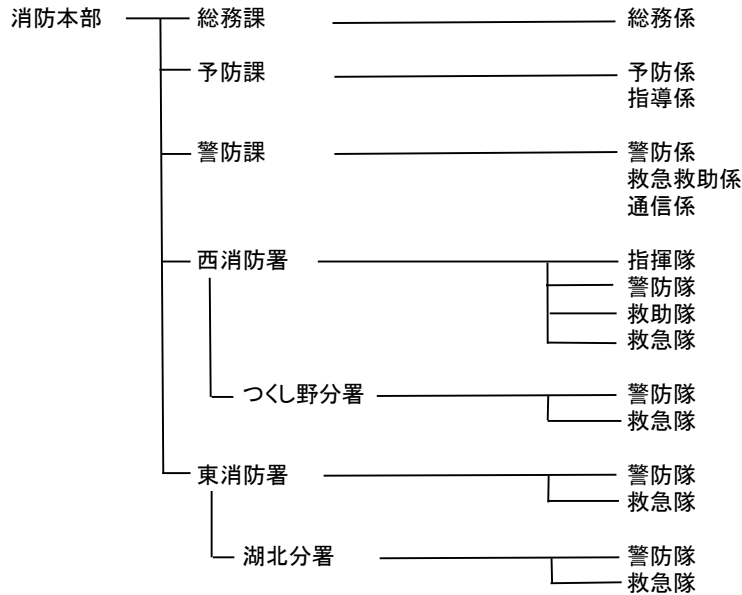 消防本部 総務課 総務係
予防課 予防係
指導係
警防課 警防係
救急救助係
通信係
西消防署 指揮隊
警防隊
救助隊
救急隊
つくし野分署 警防隊
救急隊
東消防署 警防隊
救急隊
湖北分署 警防隊
救急隊